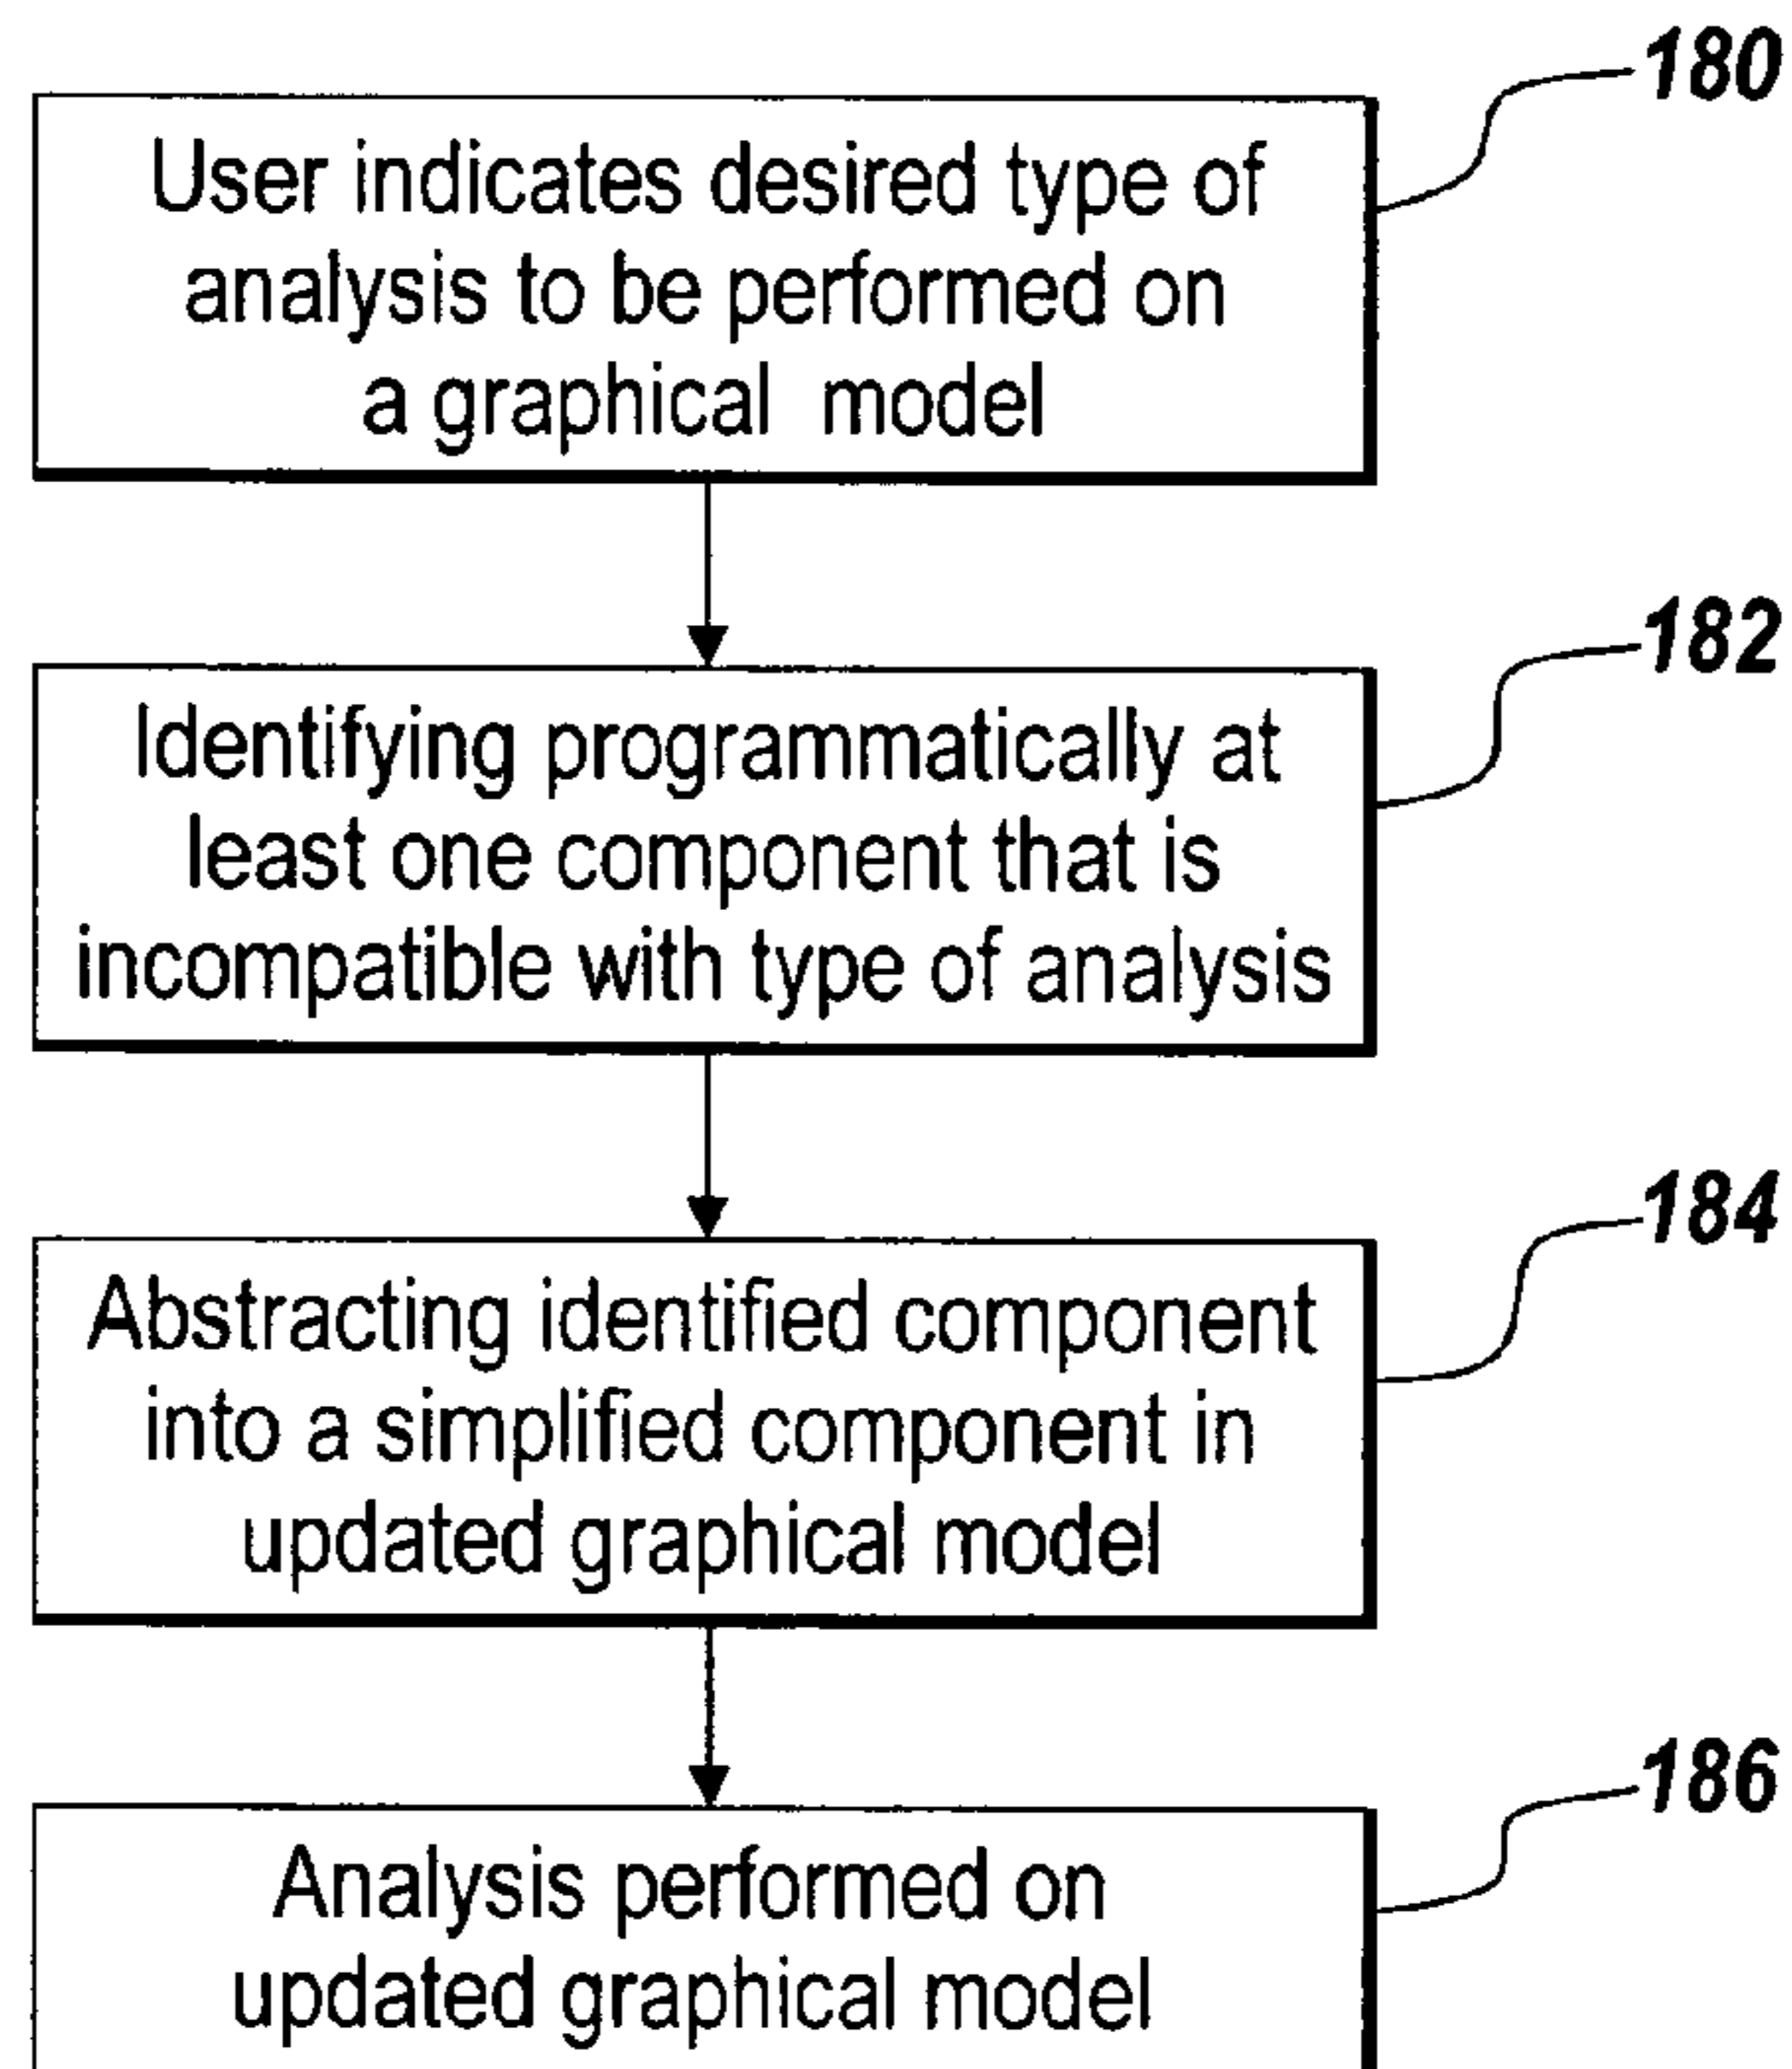 180
User indicates desired type of
analysis to be performed on
a graphical model
182
Identifying programmatically at
least one component that is
incompatible with type of analysis
184
Abstracting identified component
into a simplified component in
updated graphical model
186
Analysis performed on
updated graphical model